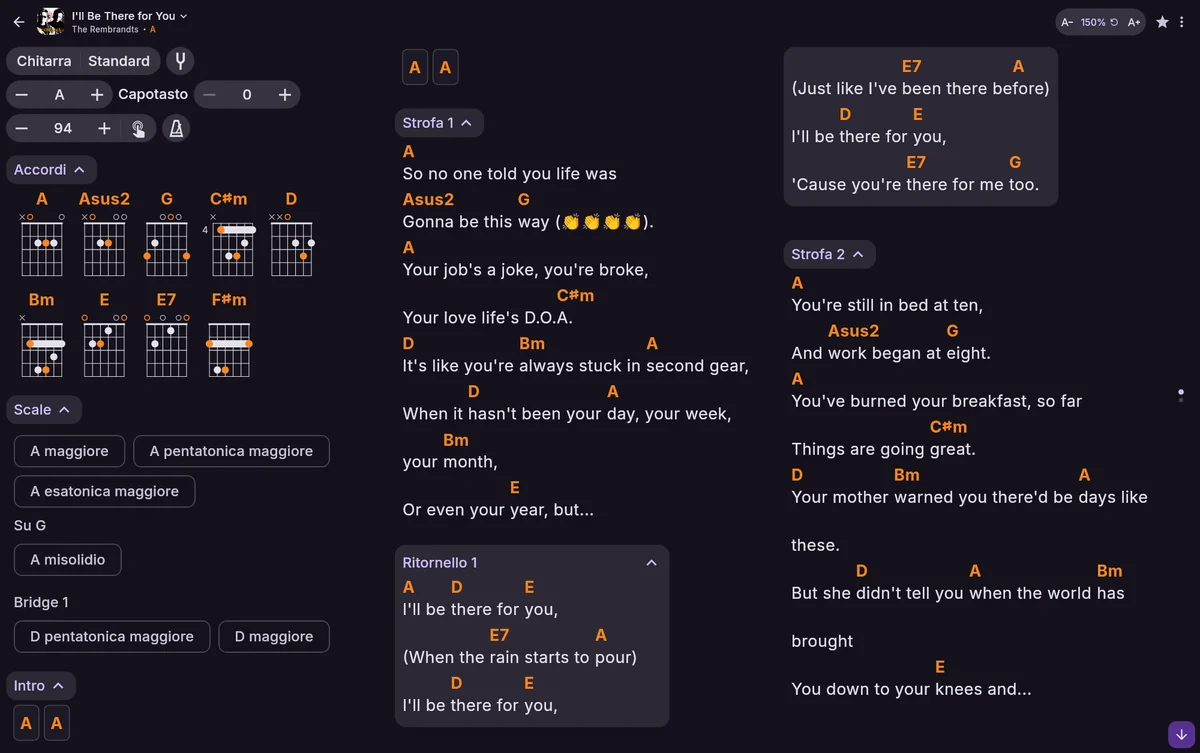 I'll Be There for You
The Rembrandts • A
A- 150% A+
Chitarra Standard
− A + Capotasto − 0 +
− 94 +
Accordi
A Asus2 G C#m D
4
Bm E E7 F#m
Scale
A maggiore A pentatonica maggiore
A esatonica maggiore
Su G
A misolidio
Bridge 1
D pentatonica maggiore D maggiore
Intro
A A
A A
Strofa 1
A
So no one told you life was
Asus2 G
Gonna be this way (👏👏👏👏).
A
Your job's a joke, you're broke,
C#m
Your love life's D.O.A.
D Bm A
It's like you're always stuck in second gear,
D A
When it hasn't been your day, your week,
Bm
your month,
E
Or even your year, but...
Ritornello 1
A D E
I'll be there for you,
E7 A
(When the rain starts to pour)
D E
I'll be there for you,
E7 A
(Just like I've been there before)
D E
I'll be there for you,
E7 G
'Cause you're there for me too.
Strofa 2
A
You're still in bed at ten,
Asus2 G
And work began at eight.
A
You've burned your breakfast, so far
C#m
Things are going great.
D Bm A
Your mother warned you there'd be days like
these.
D A Bm
But she didn't tell you when the world has
brought
E
You down to your knees and...